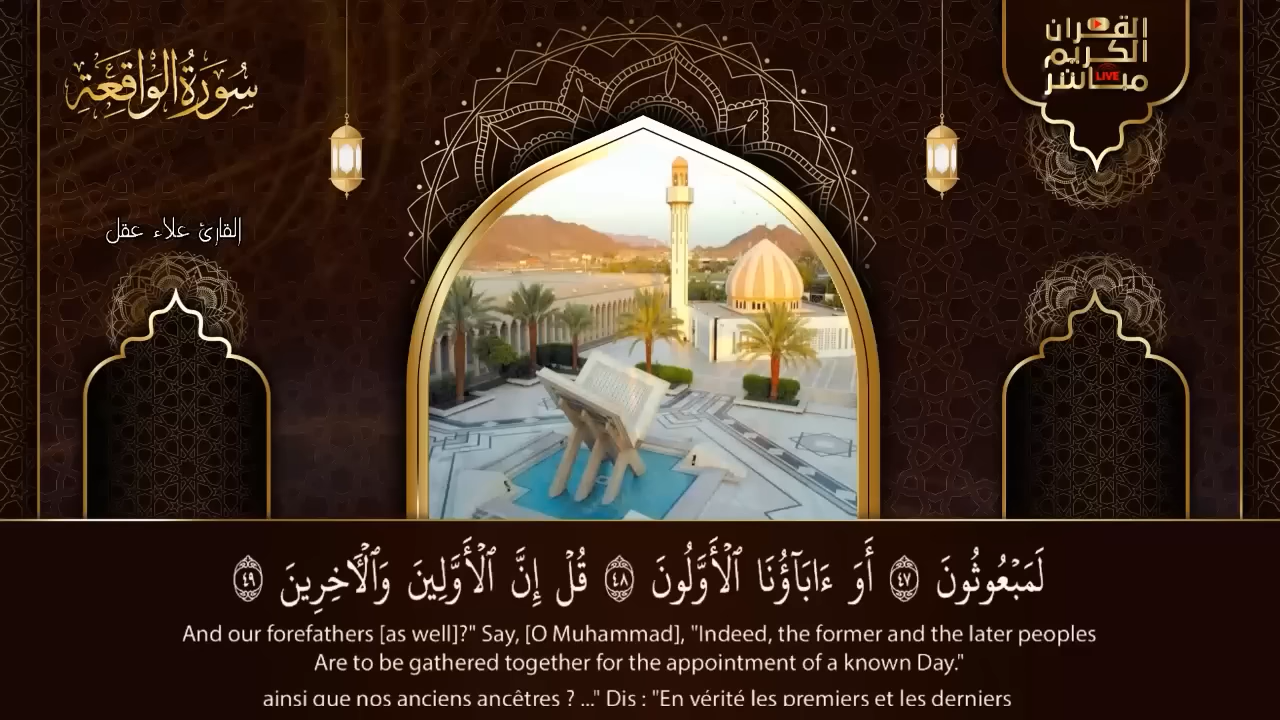 سُورَةُ الوَاقِعَة
القرآن
الكريم
مباشر
LIVE
القارئ علاء عقل
لَمَبۡعُوثُونَ ٤٧ أَوَ ءَابَآؤُنَا ٱلۡأَوَّلُونَ ٤٨ قُلۡ إِنَّ ٱلۡأَوَّلِينَ وَٱلۡأٓخِرِينَ ٤٩
And our forefathers [as well]?" Say, [O Muhammad], "Indeed, the former and the later peoples
Are to be gathered together for the appointment of a known Day."
ainsi que nos anciens ancêtres ? ..." Dis : "En vérité les premiers et les derniers